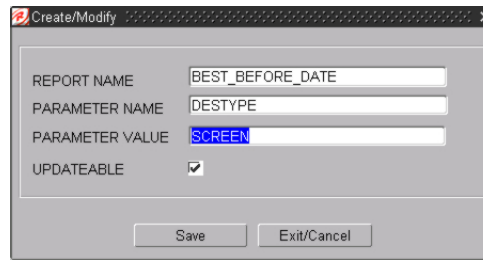 Create/Modify
REPORT NAME BEST_BEFORE_DATE
PARAMETER NAME DESTYPE
PARAMETER VALUE SCREEN
UPDATEABLE
Save Exit/Cancel